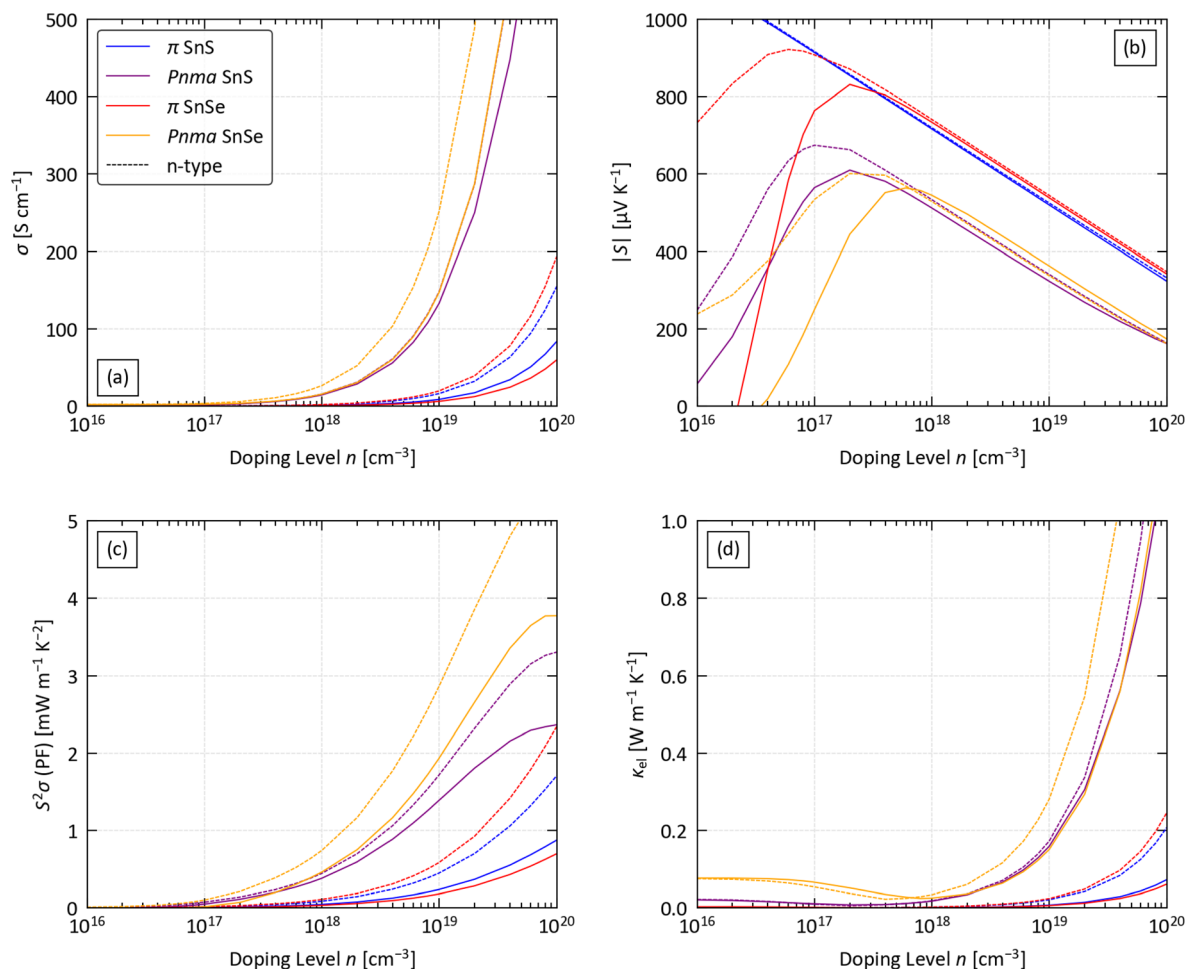 500
400
300
200
100
0
σ [S cm⁻¹]
π SnS
Pnma SnS
π SnSe
Pnma SnSe
n-type
(a)
10¹⁶ 10¹⁷ 10¹⁸ 10¹⁹ 10²⁰
Doping Level n [cm⁻³]
1000
800
600
400
200
0
|S| [μV K⁻¹]
(b)
10¹⁶ 10¹⁷ 10¹⁸ 10¹⁹ 10²⁰
Doping Level n [cm⁻³]
5
4
3
2
1
0
S²σ (PF) [mW m⁻¹ K⁻²]
(c)
10¹⁶ 10¹⁷ 10¹⁸ 10¹⁹ 10²⁰
Doping Level n [cm⁻³]
1.0
0.8
0.6
0.4
0.2
0.0
κel [W m⁻¹ K⁻¹]
(d)
10¹⁶ 10¹⁷ 10¹⁸ 10¹⁹ 10²⁰
Doping Level n [cm⁻³]